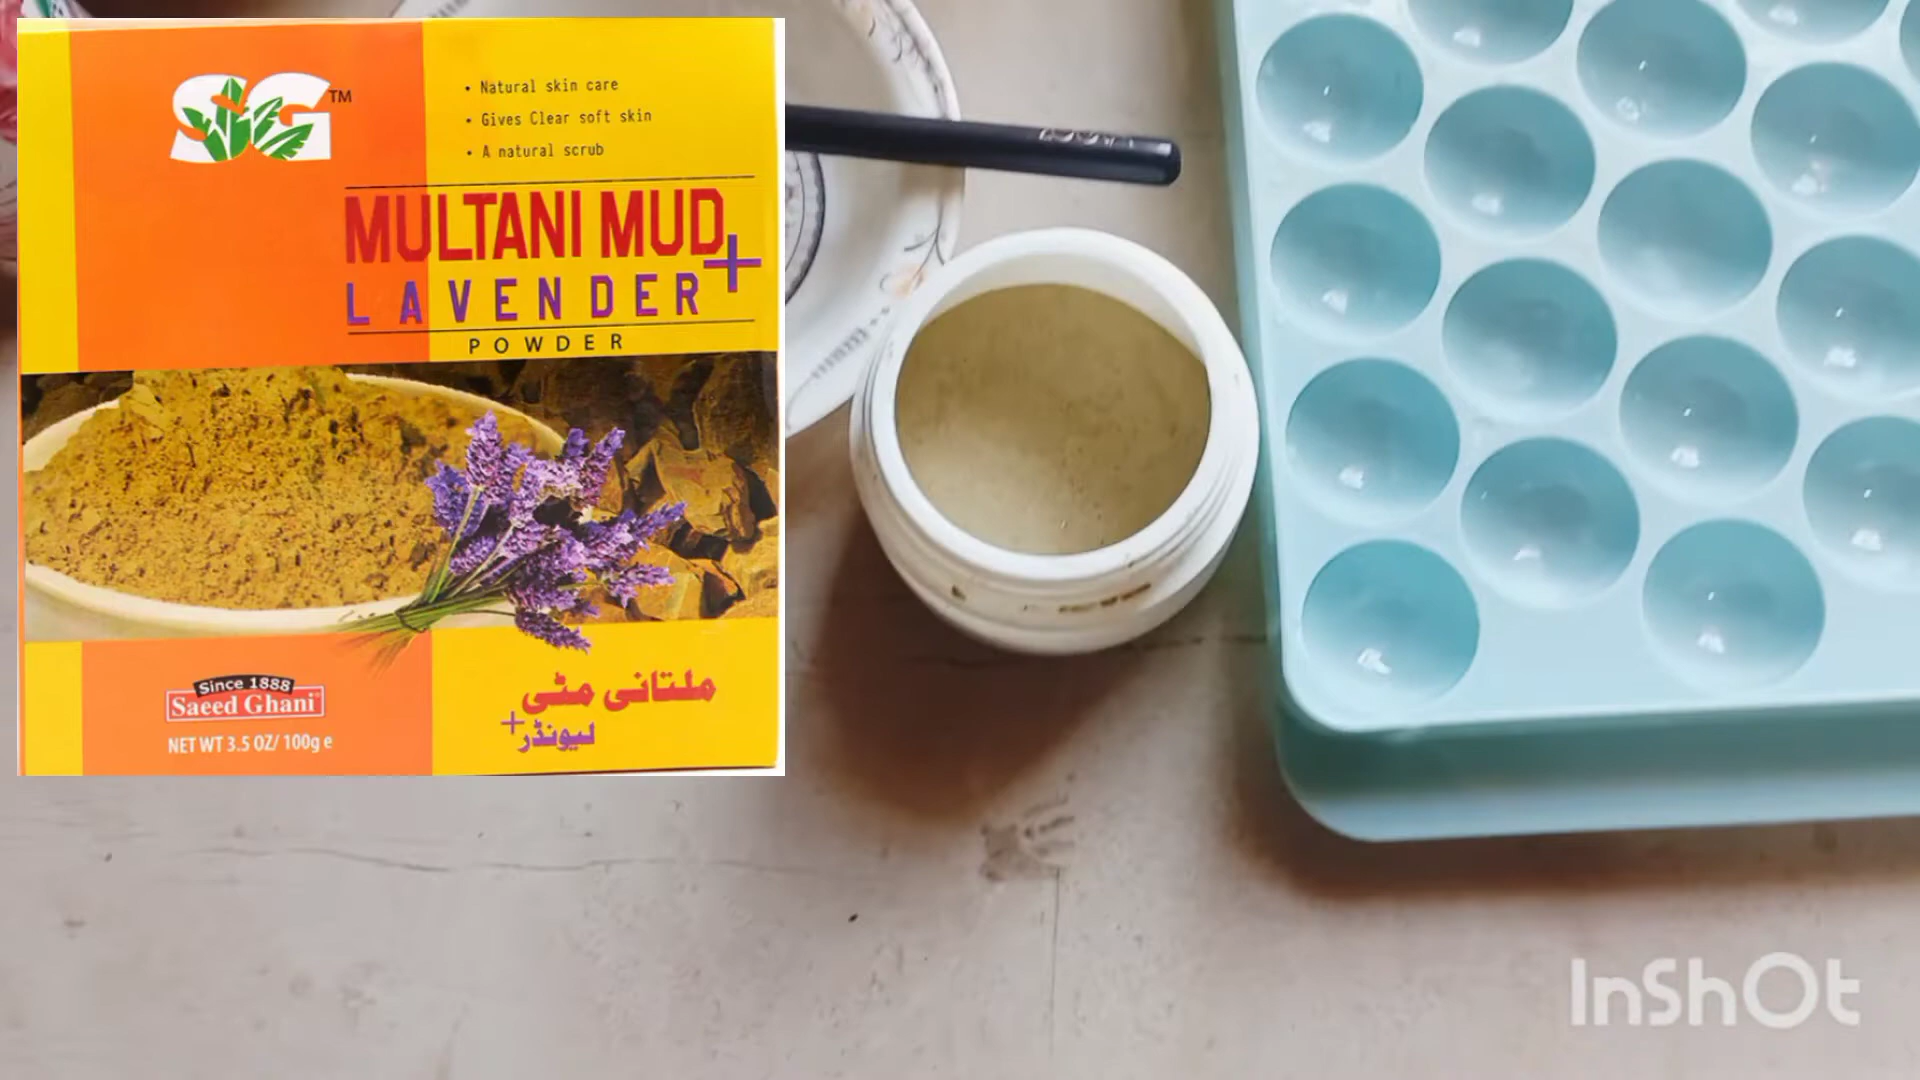 SG TM
• Natural skin care
• Gives Clear soft skin
• A natural scrub
MULTANI MUD
+
LAVENDER
POWDER
Since 1888
Saeed Ghani
NET WT 3.5 OZ/ 100g e
ملتانی مٹی
+
لیونڈر+
InShOt